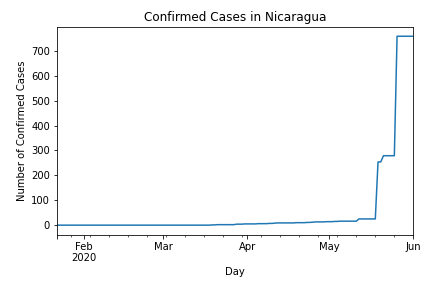 Confirmed Cases in Nicaragua
Number of Confirmed Cases
700
600
500
400
300
200
100
0
Feb
2020
Mar
Apr
May
Jun
Day